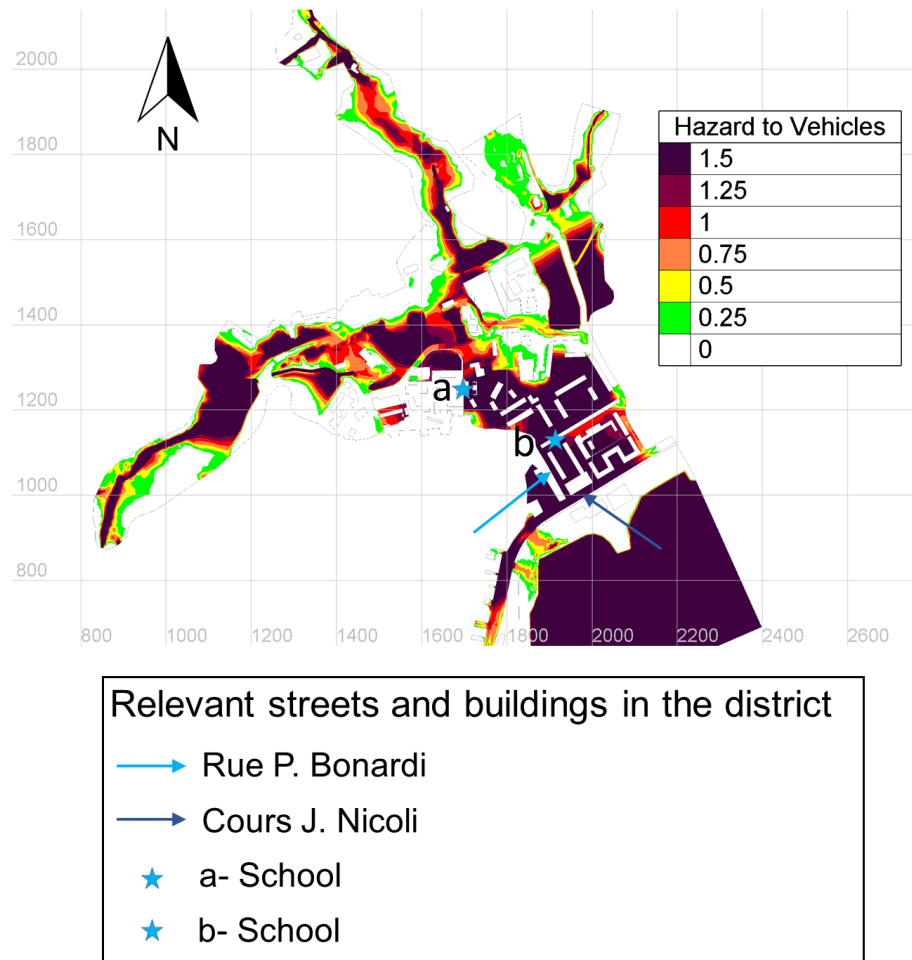 2000
1800
1600
1400
1200
1000
800
N
Hazard to Vehicles
1.5
1.25
1
0.75
0.5
0.25
0
a
b
800 1000 1200 1400 1600 1800 2000 2200 2400 2600
Relevant streets and buildings in the district
Rue P. Bonardi
Cours J. Nicoli
a- School
b- School